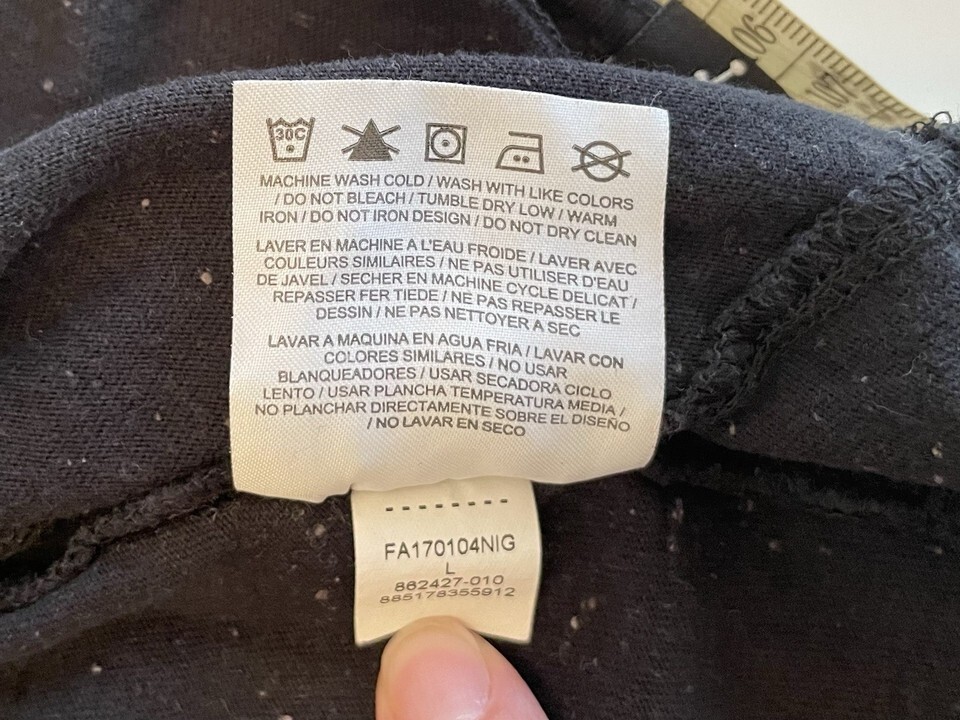 90
30C
MACHINE WASH COLD / WASH WITH LIKE COLORS
/ DO NOT BLEACH / TUMBLE DRY LOW / WARM
IRON / DO NOT IRON DESIGN / DO NOT DRY CLEAN
LAVER EN MACHINE A L'EAU FROIDE / LAVER AVEC
COULEURS SIMILAIRES / NE PAS UTILISER D'EAU
DE JAVEL / SECHER EN MACHINE CYCLE DELICAT /
REPASSER FER TIEDE / NE PAS REPASSER LE
DESSIN / NE PAS NETTOYER A SEC
LAVAR A MAQUINA EN AGUA FRIA / LAVAR CON
COLORES SIMILARES / NO USAR
BLANQUEADORES / USAR SECADORA CICLO
LENTO / USAR PLANCHA TEMPERATURA MEDIA /
NO PLANCHAR DIRECTAMENTE SOBRE EL DISEÑO
/ NO LAVAR EN SECO
FA170104NIG
L
862427-010
885178355912